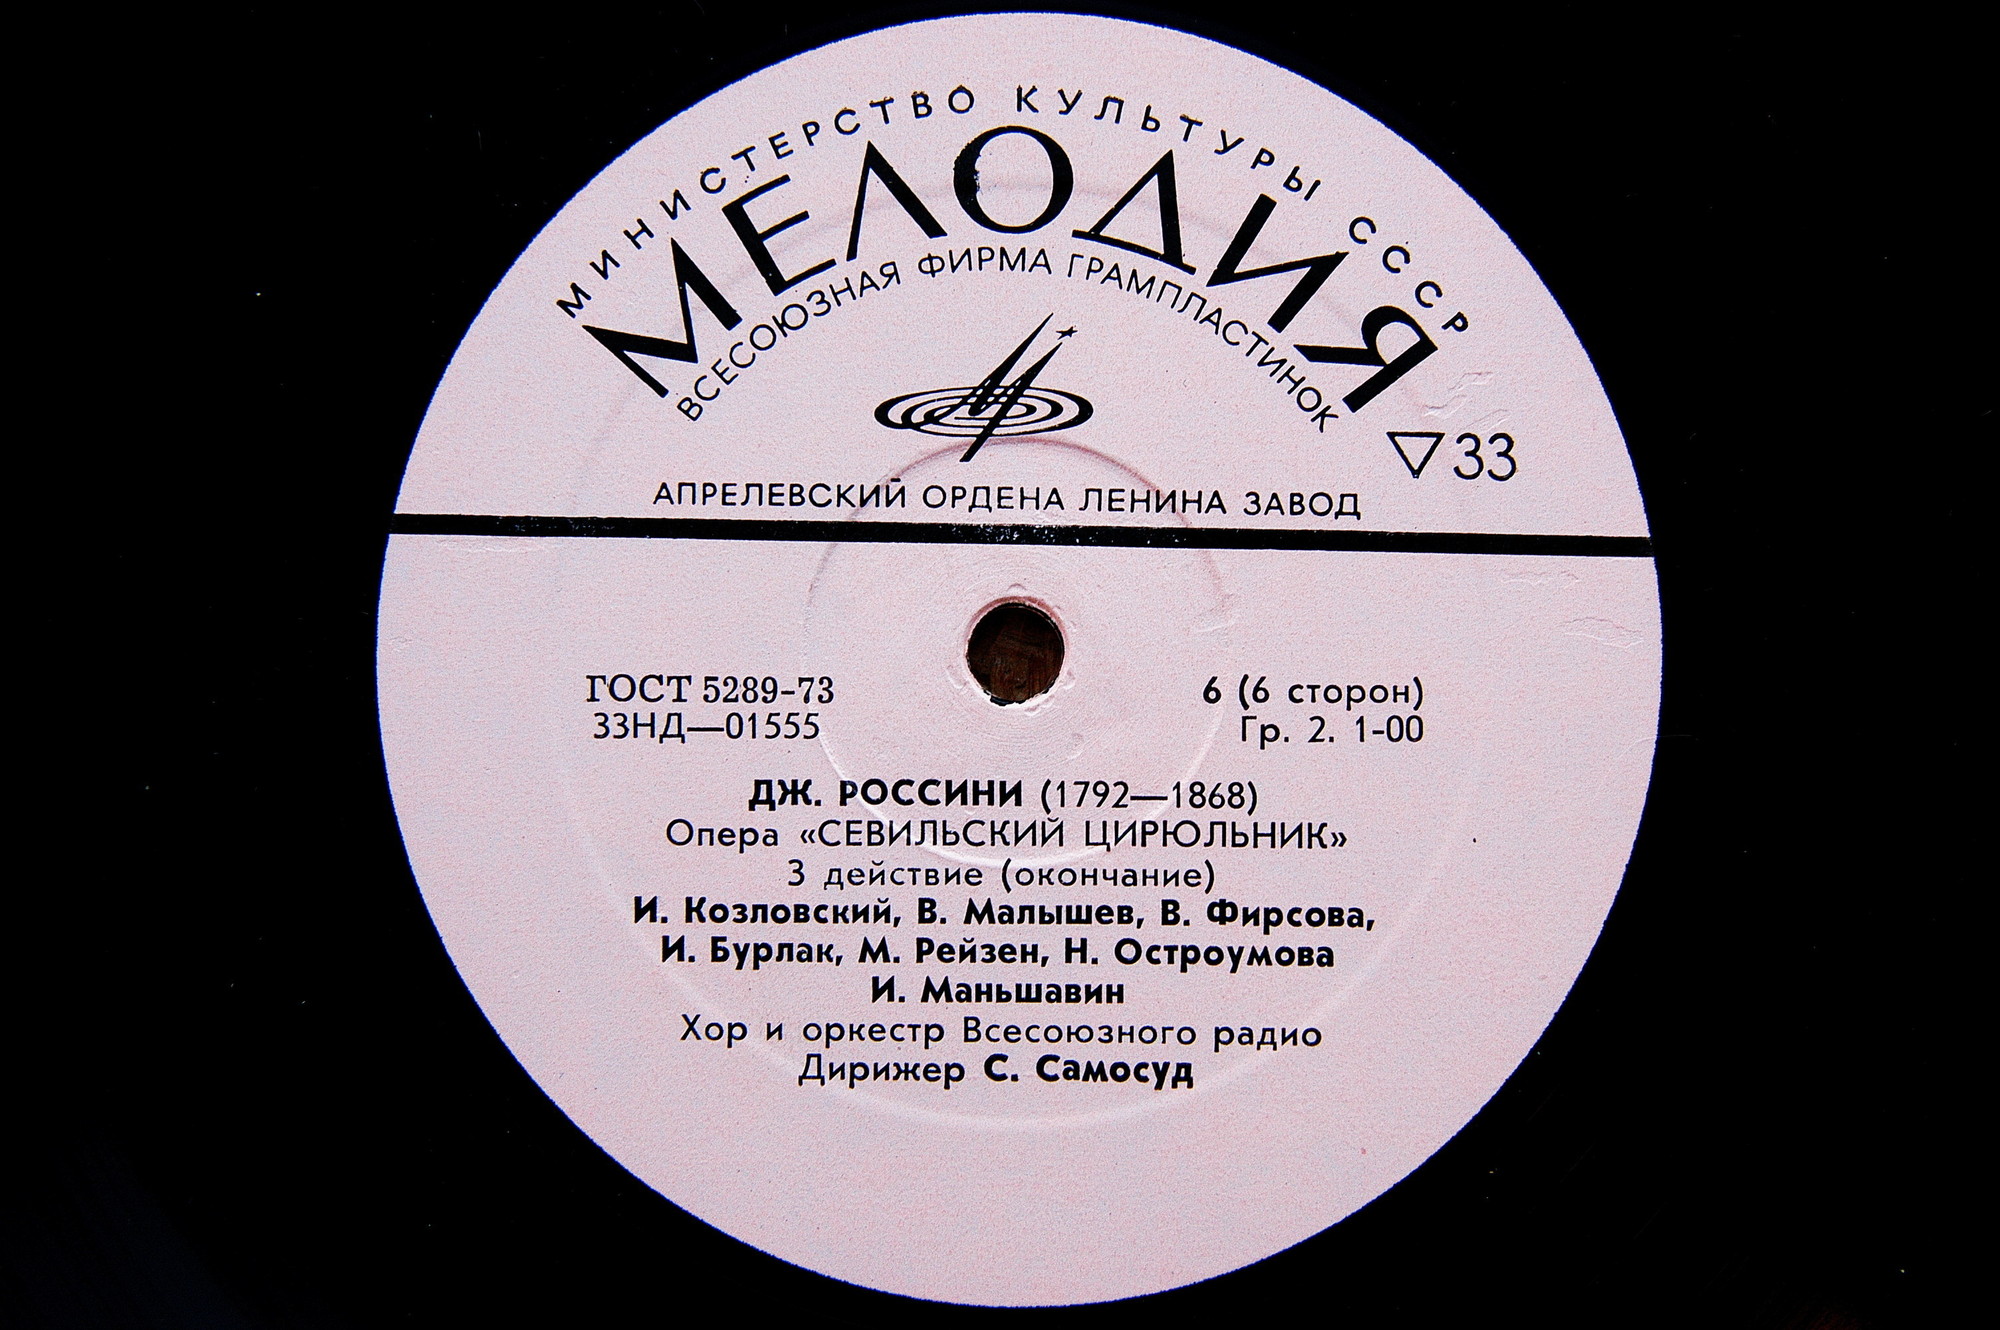 МИНИСТЕРСТВО КУЛЬТУРЫ СССР
МЕЛОДИЯ
ВСЕСОЮЗНАЯ ФИРМА ГРАМПЛАСТИНОК
▽33
АПРЕЛЕВСКИЙ ОРДЕНА ЛЕНИНА ЗАВОД
ГОСТ 5289-73
33НД—01555
6 (6 сторон)
Гр. 2. 1-00
ДЖ. РОССИНИ (1792—1868)
Опера «СЕВИЛЬСКИЙ ЦИРЮЛЬНИК»
3 действие (окончание)
И. Козловский, В. Малышев, В. Фирсова,
И. Бурлак, М. Рейзен, Н. Остроумова
И. Маньшавин
Хор и оркестр Всесоюзного радио
Дирижер С. Самосуд